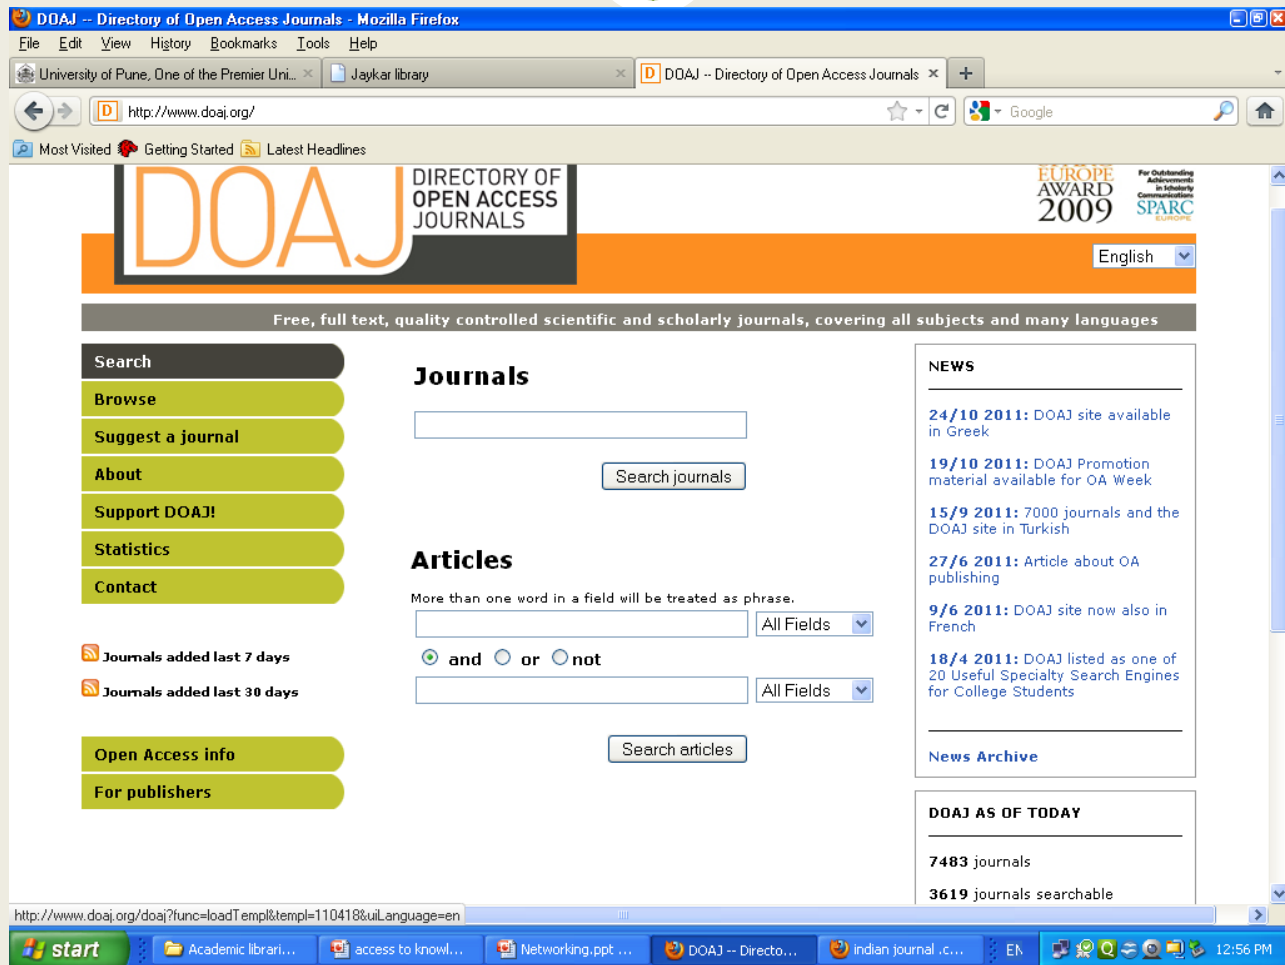 DOAJ -- Directory of Open Access Journals - Mozilla Firefox
File Edit View History Bookmarks Tools Help
University of Pune, One of the Premier Uni...
Jaykar library
D DOAJ -- Directory of Open Access Journals
D http://www.doaj.org/
Google
Most Visited Getting Started Latest Headlines
DOAJ
DIRECTORY OF
OPEN ACCESS
JOURNALS
EUROPE
AWARD
2009
For Outstanding
Achievements
in Scholarly
Communications
SPARC
EUROPE
English
Free, full text, quality controlled scientific and scholarly journals, covering all subjects and many languages
Search
Browse
Suggest a journal
About
Support DOAJ!
Statistics
Contact
Journals added last 7 days
Journals added last 30 days
Open Access info
For publishers
Journals
Search journals
Articles
More than one word in a field will be treated as phrase.
All Fields
and or not
All Fields
Search articles
NEWS
24/10 2011: DOAJ site available
in Greek
19/10 2011: DOAJ Promotion
material available for OA Week
15/9 2011: 7000 journals and the
DOAJ site in Turkish
27/6 2011: Article about OA
publishing
9/6 2011: DOAJ site now also in
French
18/4 2011: DOAJ listed as one of
20 Useful Specialty Search Engines
for College Students
News Archive
DOAJ AS OF TODAY
7483 journals
3619 journals searchable
http://www.doaj.org/doaj?func=loadTempl&templ=110418&uiLanguage=en
start
Academic librari...
access to knowl...
Networking.ppt ...
DOAJ -- Directo...
indian journal .c...
EN
12:56 PM